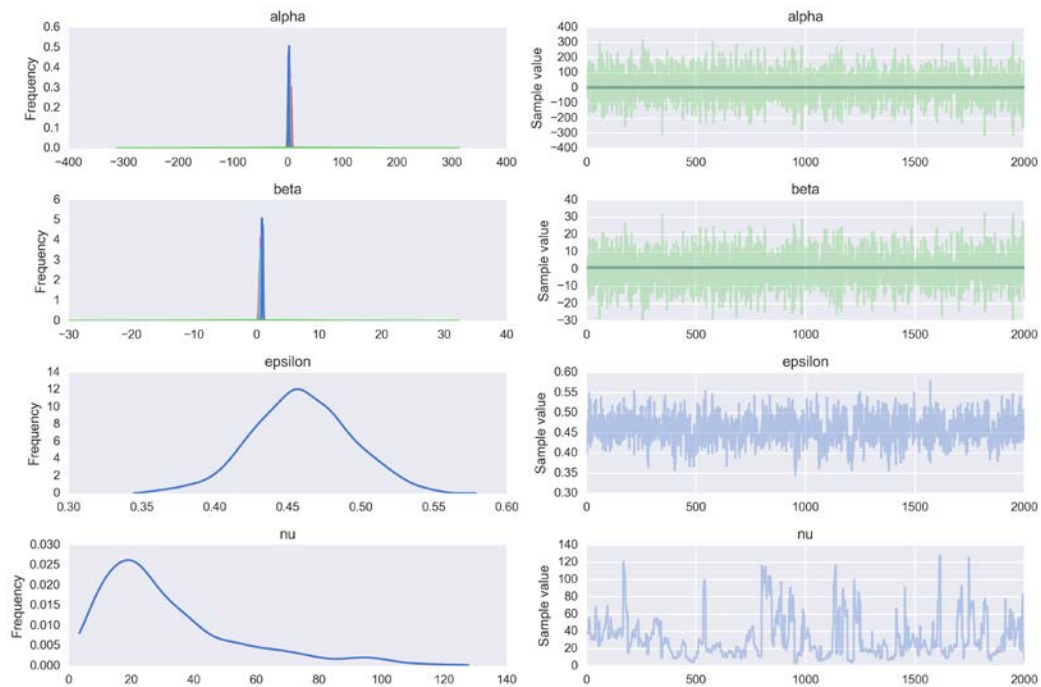 alpha
Frequency
0.6
0.5
0.4
0.3
0.2
0.1
0.0
−400 −300 −200 −100 0 100 200 300 400
alpha
Sample value
400
300
200
100
0
−100
−200
−300
−400
0 500 1000 1500 2000
beta
Frequency
6
5
4
3
2
1
0
−30 −20 −10 0 10 20 30 40
beta
Sample value
40
30
20
10
0
−10
−20
−30
0 500 1000 1500 2000
epsilon
Frequency
14
12
10
8
6
4
2
0
0.30 0.35 0.40 0.45 0.50 0.55 0.60
epsilon
Sample value
0.60
0.55
0.50
0.45
0.40
0.35
0.30
0 500 1000 1500 2000
nu
Frequency
0.030
0.025
0.020
0.015
0.010
0.005
0.000
0 20 40 60 80 100 120 140
nu
Sample value
140
120
100
80
60
40
20
0
0 500 1000 1500 2000